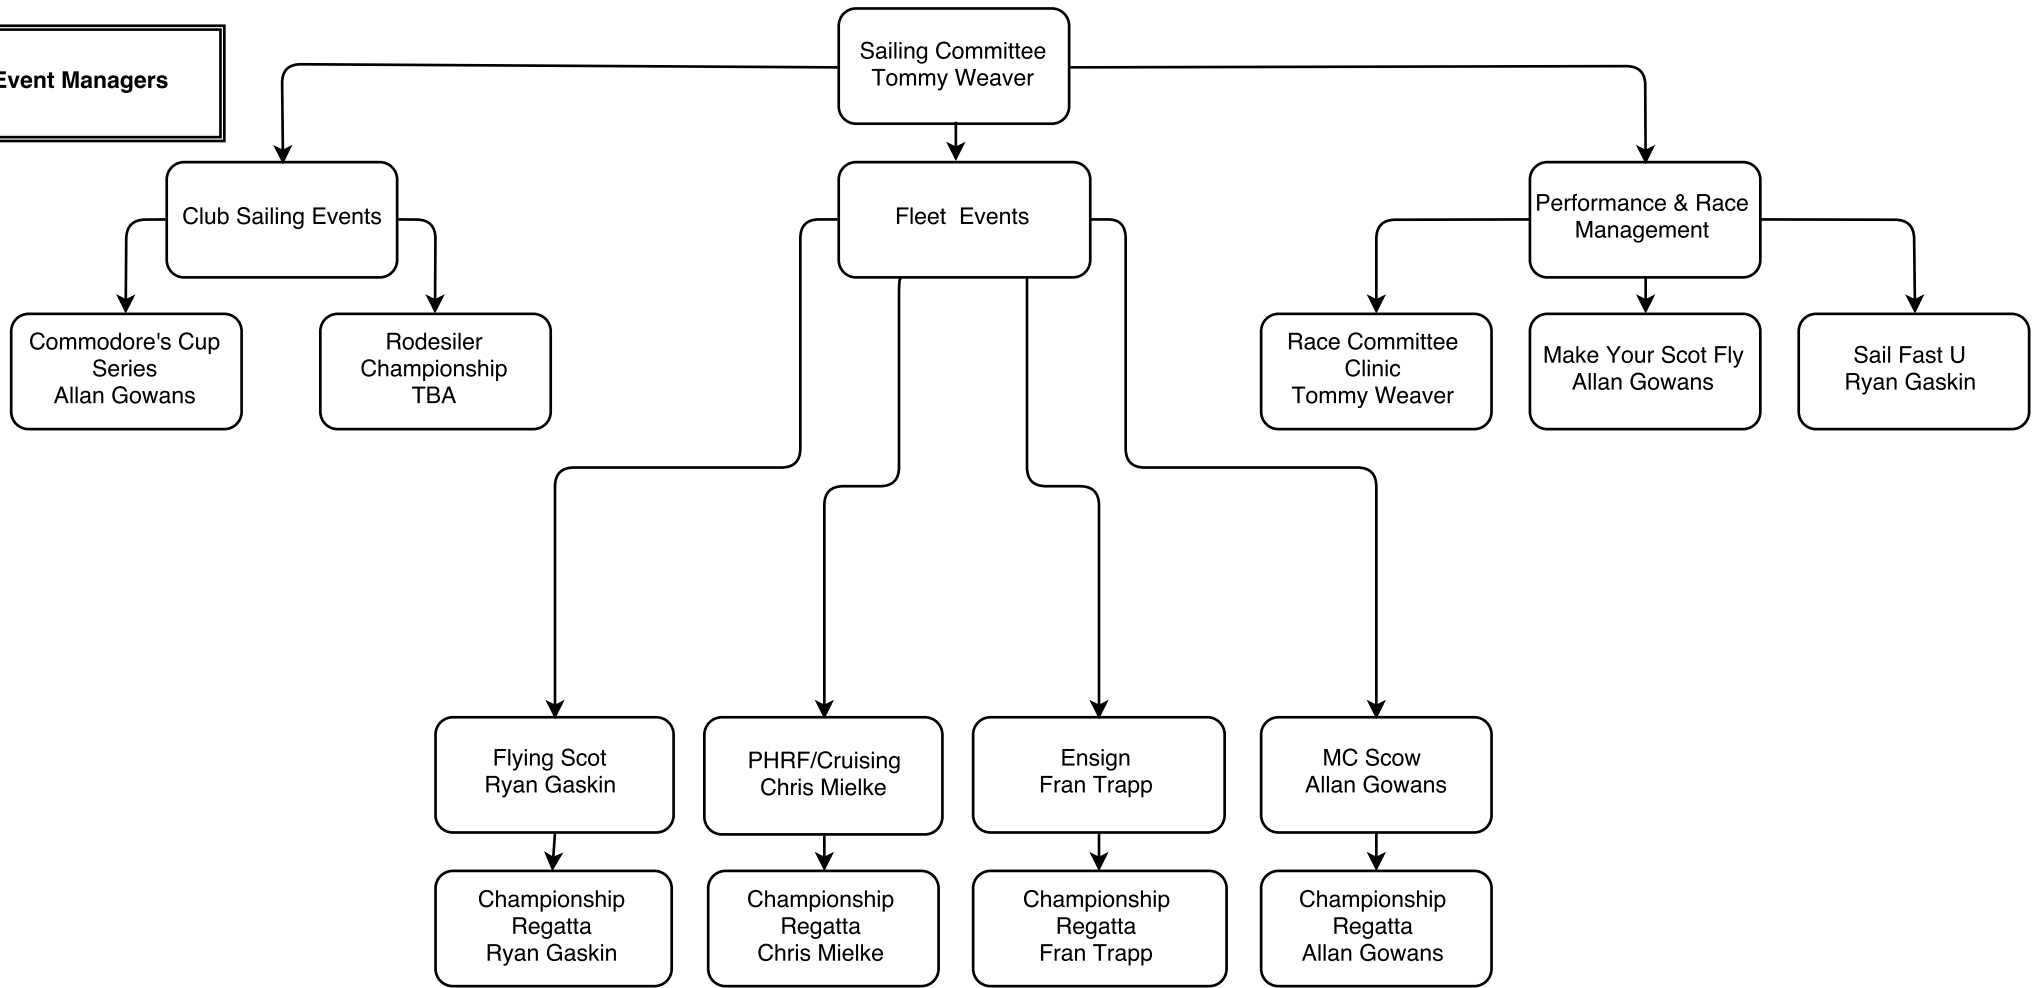 Sailing Committee
Tommy Weaver
Event Managers
Club Sailing Events
Fleet Events
Performance & Race
Management
Commodore's Cup
Series
Allan Gowans
Rodesiler
Championship
TBA
Race Committee
Clinic
Tommy Weaver
Make Your Scot Fly
Allan Gowans
Sail Fast U
Ryan Gaskin
Flying Scot
Ryan Gaskin
PHRF/Cruising
Chris Mielke
Ensign
Fran Trapp
MC Scow
Allan Gowans
Championship
Regatta
Ryan Gaskin
Championship
Regatta
Chris Mielke
Championship
Regatta
Fran Trapp
Championship
Regatta
Allan Gowans